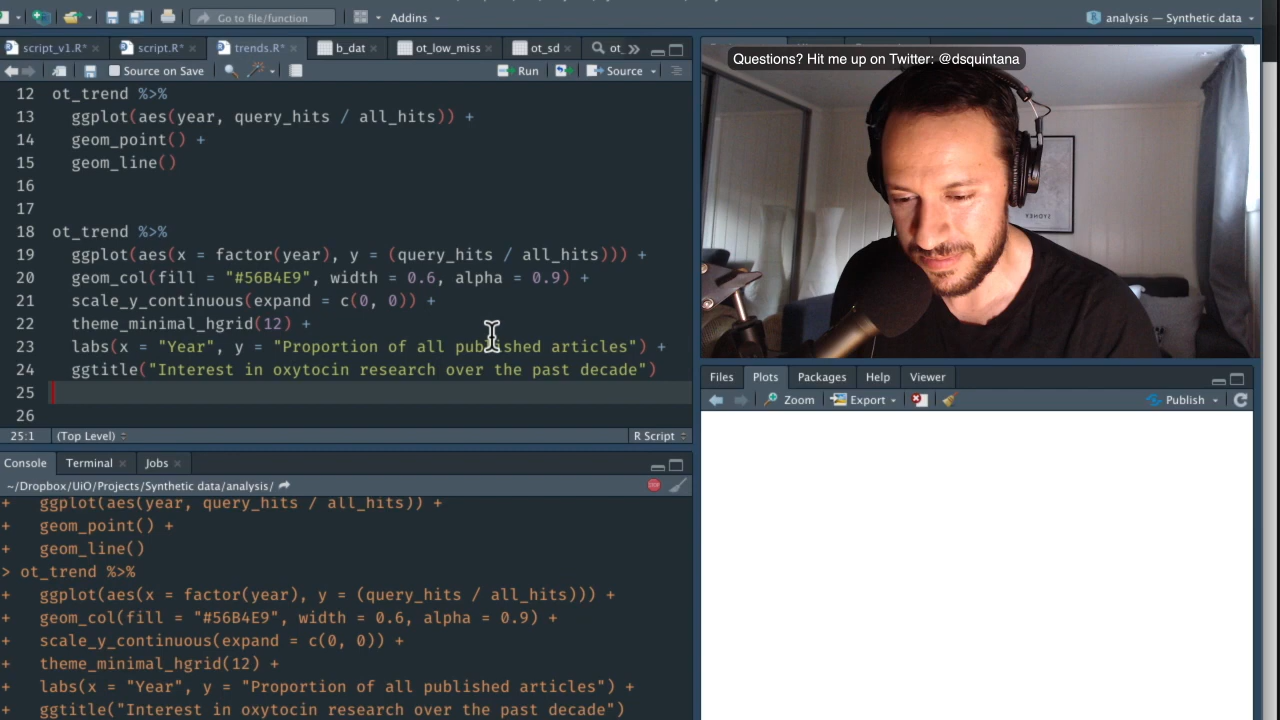 Go to file/function
Addins
analysis — Synthetic data
script_v1.R*
script.R*
trends.R*
b_dat
ot_low_miss
ot_sd
ot_
Source on Save
Run
Source
12 ot_trend %>%
13 ggplot(aes(year, query_hits / all_hits)) +
14 geom_point() +
15 geom_line()
16
17
18 ot_trend %>%
19 ggplot(aes(x = factor(year), y = (query_hits / all_hits))) +
20 geom_col(fill = "#56B4E9", width = 0.6, alpha = 0.9) +
21 scale_y_continuous(expand = c(0, 0)) +
22 theme_minimal_hgrid(12) +
23 labs(x = "Year", y = "Proportion of all published articles") +
24 ggtitle("Interest in oxytocin research over the past decade")
25
26
25:1 (Top Level) R Script
Console Terminal Jobs
~/Dropbox/UiO/Projects/Synthetic data/analysis/
+ ggplot(aes(year, query_hits / all_hits)) +
+ geom_point() +
+ geom_line()
> ot_trend %>%
+ ggplot(aes(x = factor(year), y = (query_hits / all_hits))) +
+ geom_col(fill = "#56B4E9", width = 0.6, alpha = 0.9) +
+ scale_y_continuous(expand = c(0, 0)) +
+ theme_minimal_hgrid(12) +
+ labs(x = "Year", y = "Proportion of all published articles") +
+ ggtitle("Interest in oxytocin research over the past decade")
Questions? Hit me up on Twitter: @dsquintana
SYDNEY
Files Plots Packages Help Viewer
Zoom Export Publish